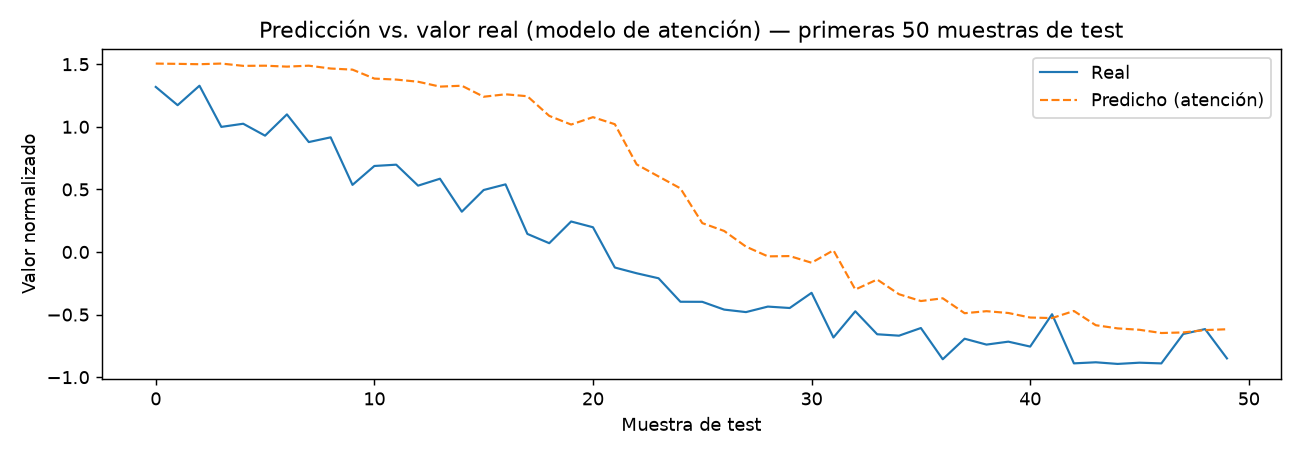 Predicción vs. valor real (modelo de atención) — primeras 50 muestras de test
Real
Predicho (atención)
Valor normalizado
1.5
1.0
0.5
0.0
−0.5
−1.0
0 10 20 30 40 50
Muestra de test